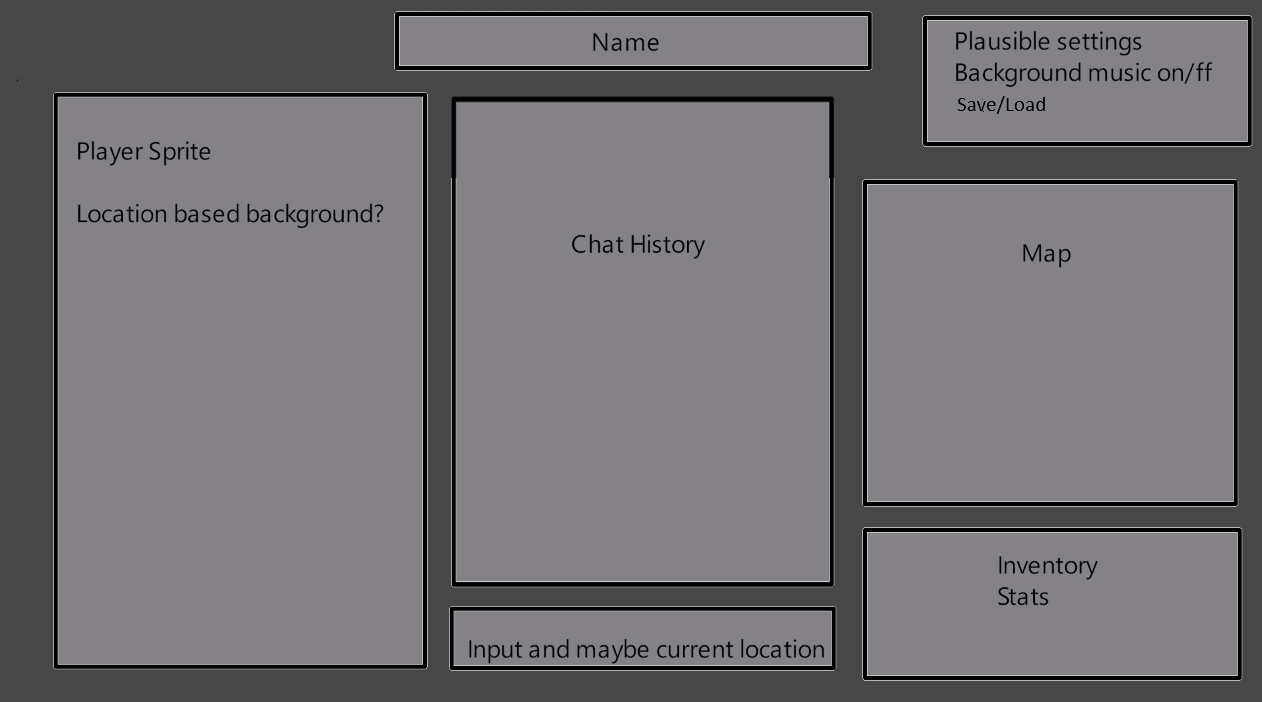 Name
Plausible settings
Background music on/ff
Save/Load
Player Sprite
Location based background?
Chat History
Map
Inventory
Stats
Input and maybe current location